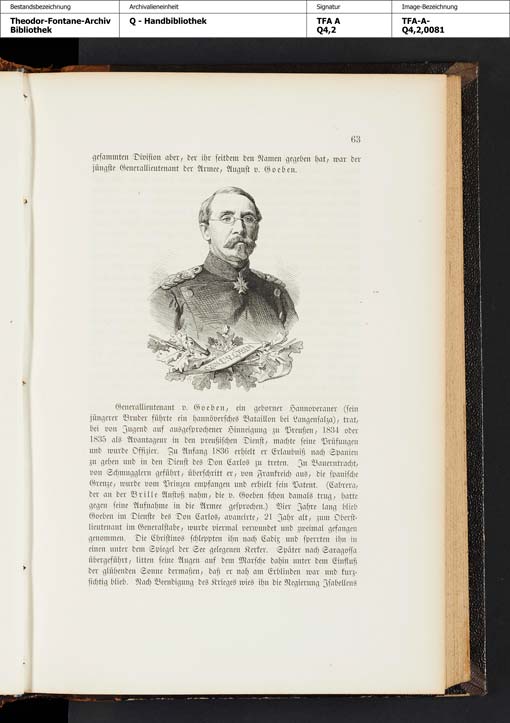 Bestandsbezeichnung
Theodor-Fontane-Archiv
Bibliothek
Archivalieneinheit
Q - Handbibliothek
Signatur
TFA A
Q4,2
Image-Bezeichnung
TFA-A-
Q4,2,0081
63
gesammten Division aber, der ihr seitdem den Namen gegeben hat, war der
jüngste Generallieutenant der Armee, August v. Goeben.
Generallieutenant v. Goeben, ein geborner Hannoveraner (sein
jüngerer Bruder führte ein hannöversches Bataillon bei Langensalza), trat,
bei von Jugend auf ausgesprochener Hinneigung zu Preußen, 1834 oder
1835 als Avantageur in den preußischen Dienst, machte seine Prüfungen
und wurde Offizier. Zu Anfang 1836 erhielt er Erlaubniß nach Spanien
zu gehen und in den Dienst des Don Carlos zu treten. In Bauerntracht,
von Schmugglern geführt, überschritt er, von Frankreich aus, die spanische
Grenze, wurde vom Prinzen empfangen und erhielt sein Patent. (Cabrera,
der an der Brille Anstoß nahm, die v. Goeben schon damals trug, hatte
gegen seine Aufnahme in die Armee gesprochen.) Vier Jahre lang blieb
Goeben im Dienste des Don Carlos, avancirte, 21 Jahr alt, zum Oberst-
lieutenant im Generalstabe, wurde viermal verwundet und zweimal gefangen
genommen. Die Christinos schleppten ihn nach Cadiz und sperrten ihn in
einen unter dem Spiegel der See gelegenen Kerker. Später nach Saragossa
übergeführt, litten seine Augen auf dem Marsche dahin unter dem Einfluß
der glühenden Sonne dermaßen, daß er nah am Erblinden war und kurz-
sichtig blieb. Nach Beendigung des Krieges wies ihn die Regierung Isabellens